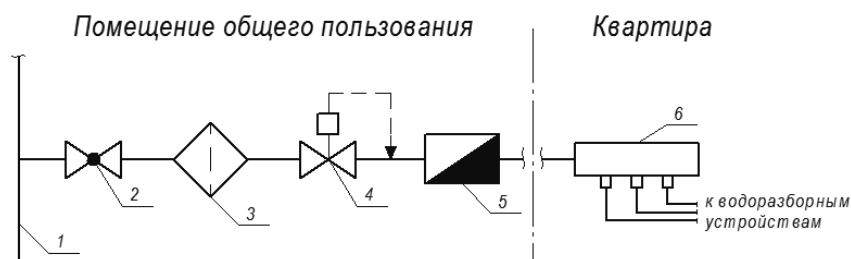 Помещение общего пользования
Квартира
6
2
3
4
5
1
к водоразборным
устройствам